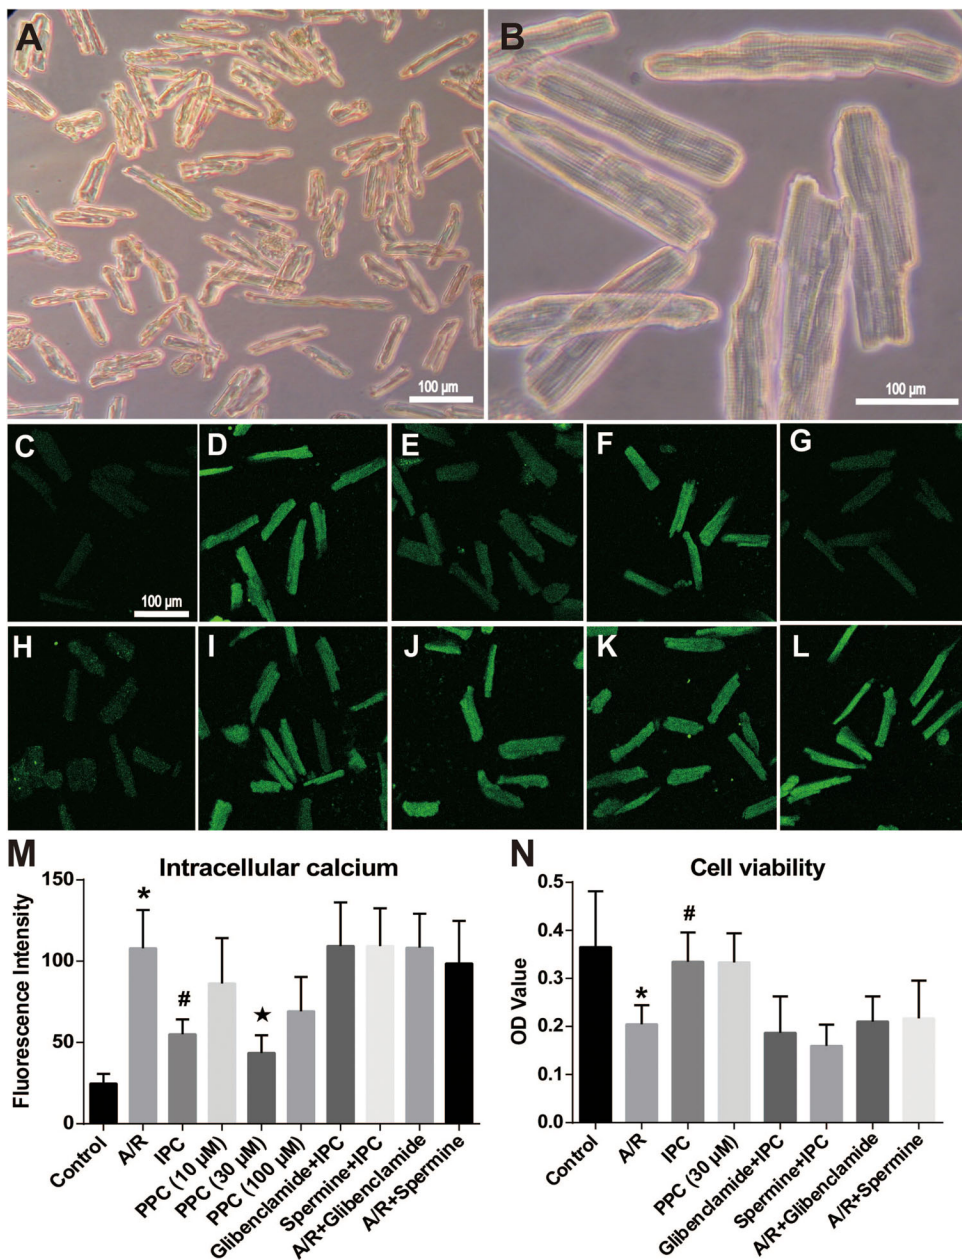 A
B
100 µm
100 µm
C
D
E
F
G
100 µm
H
I
J
K
L
M
Intracellular calcium
Fluorescence Intensity
150
100
50
0
*
#
★
Control
A/R
IPC
PPC (10 µM)
PPC (30 µM)
PPC (100 µM)
Glibenclamide+IPC
Spermine+IPC
A/R+Glibenclamide
A/R+Spermine
N
Cell viability
OD Value
0.5
0.4
0.3
0.2
0.1
0.0
*
#
Control
A/R
IPC
PPC (30 µM)
Glibenclamide+IPC
Spermine+IPC
A/R+Glibenclamide
A/R+Spermine